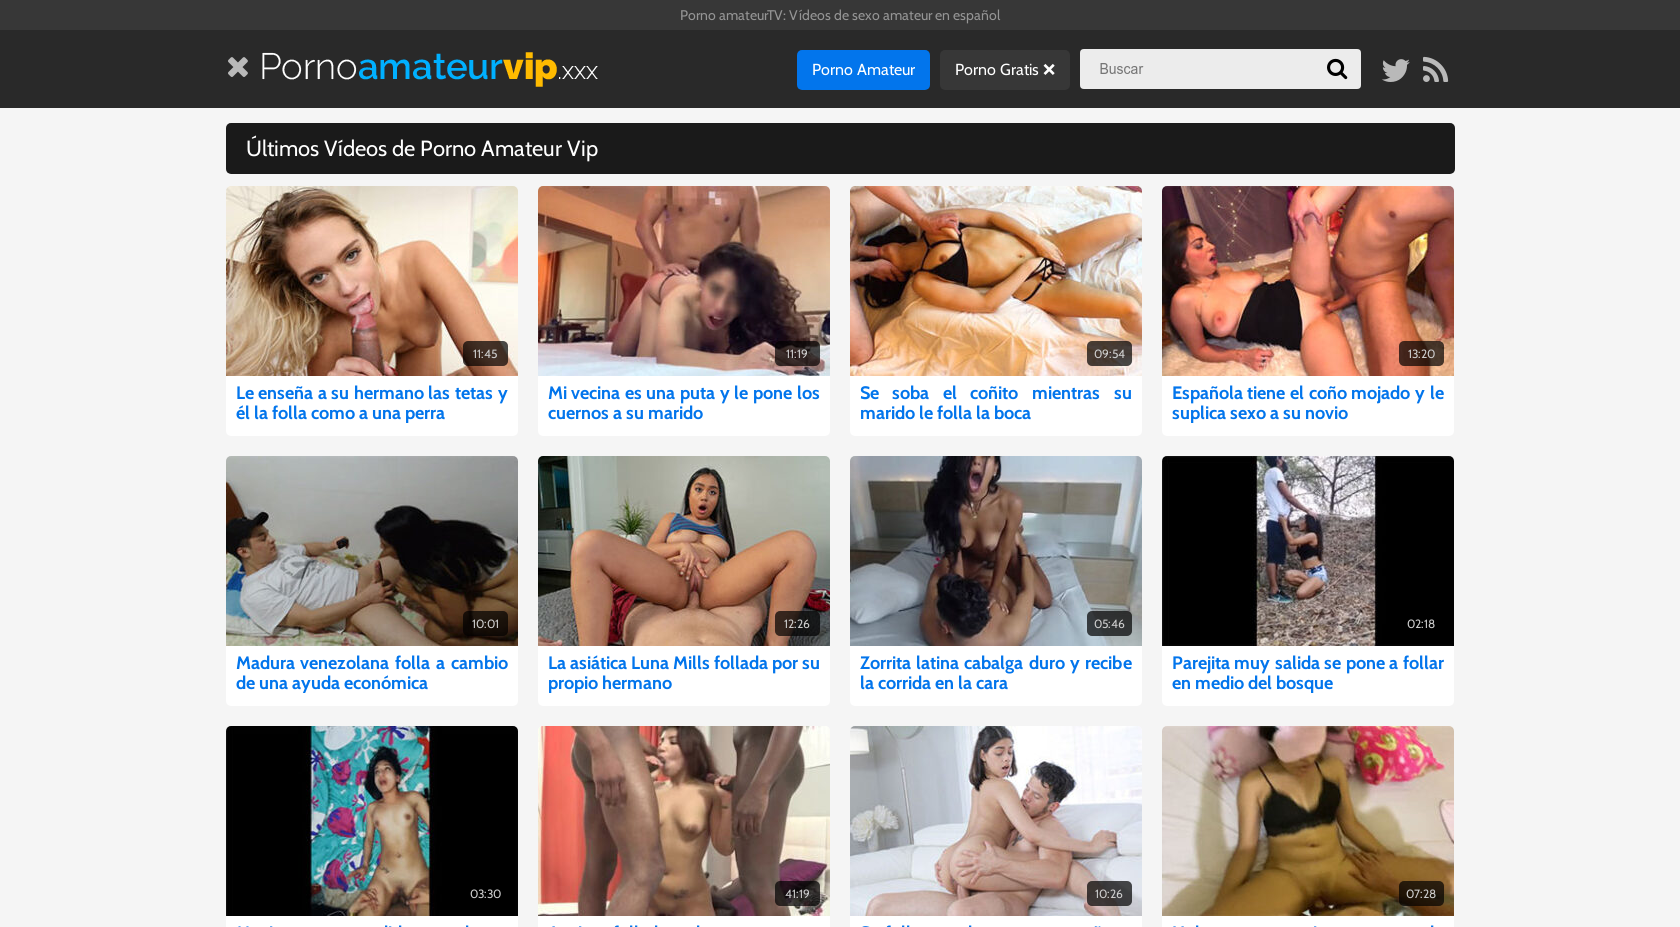 Porno amateurTV: Vídeos de sexo amateur en español
Pornoamateurvip.xxx
Porno Amateur
Porno Gratis
Buscar
Últimos Vídeos de Porno Amateur Vip
11:45
11:19
09:54
13:20
Le enseña a su hermano las tetas y
él la folla como a una perra
Mi vecina es una puta y le pone los
cuernos a su marido
Se soba el coñito mientras su
marido le folla la boca
Española tiene el coño mojado y le
suplica sexo a su novio
10:01
12:26
05:46
02:18
Madura venezolana folla a cambio
de una ayuda económica
La asiática Luna Mills follada por su
propio hermano
Zorrita latina cabalga duro y recibe
la corrida en la cara
Parejita muy salida se pone a follar
en medio del bosque
03:30
41:19
10:26
07:28